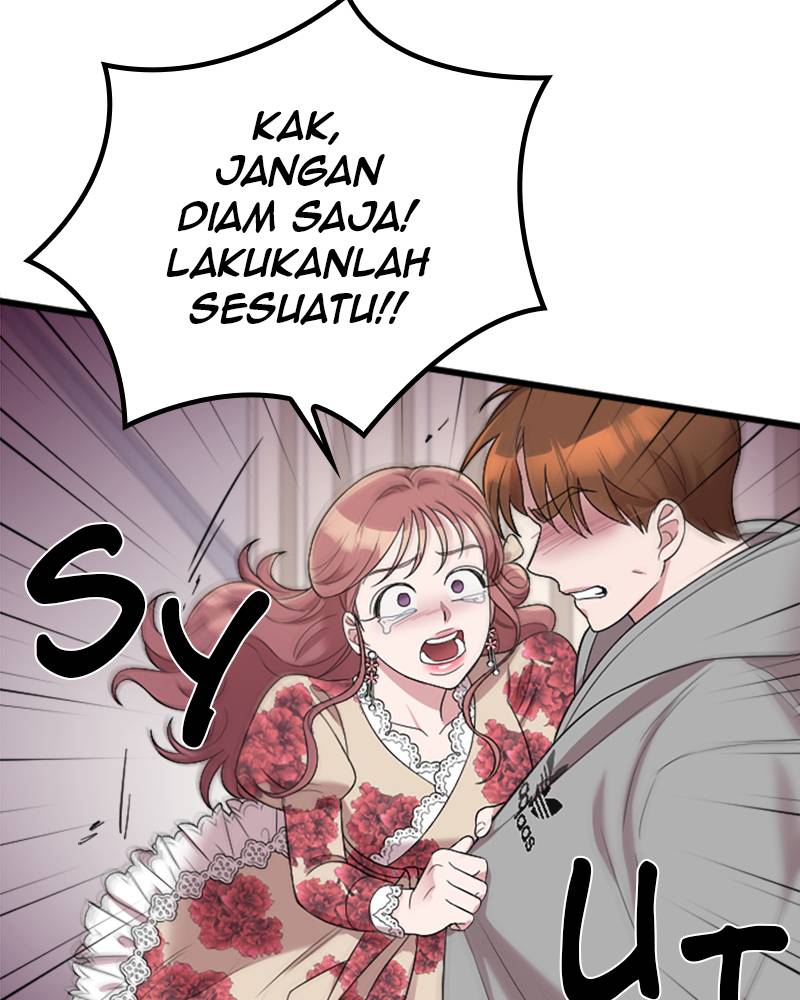 KAK,
JANGAN
DIAM SAJA!
LAKUKANLAH
SESUATU!!
SY
UT